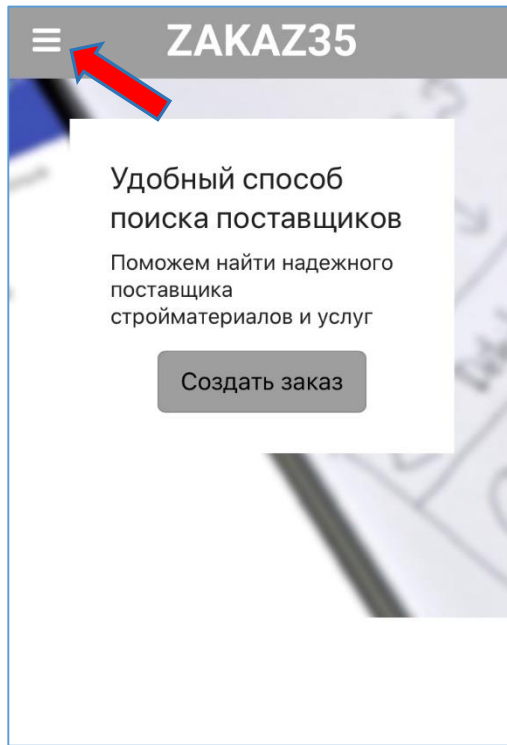 ZAKAZ35
Удобный способ
поиска поставщиков
Поможем найти надежного
поставщика
стройматериалов и услуг
Создать заказ